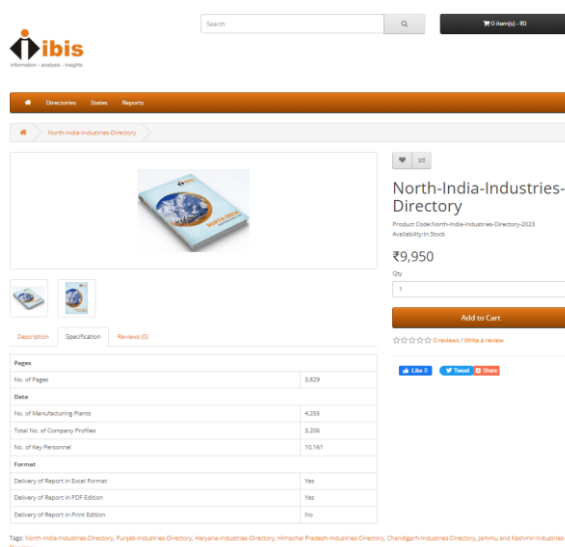 Search
0 item(s) - ₹0
ibis
information - analysis - insights
Directories States Reports
North-India-Industries-Directory
North-India-Industries-
Directory
Product Code:North-India-Industries-Directory-2023
Availability:In Stock
₹9,950
Qty
1
Add to Cart
0 reviews / Write a review
Like 0 Tweet Share
NORTH INDIA
Description Specification Reviews (0)
Pages
No. of Pages 3,829
Data
No. of Manufacturing Plants 4,255
Total No. of Company Profiles 3,206
No. of Key Personnel 10,161
Format
Delivery of Report in Excel Format Yes
Delivery of Report in PDF Edition Yes
Delivery of Report in Print Edition No
Tags: North-India-Industries-Directory, Punjab-Industries-Directory, Haryana-Industries-Directory, Himachal Pradesh-Industries-Directory, Chandigarh-Industries-Directory, Jammu and Kashmir-Industries-